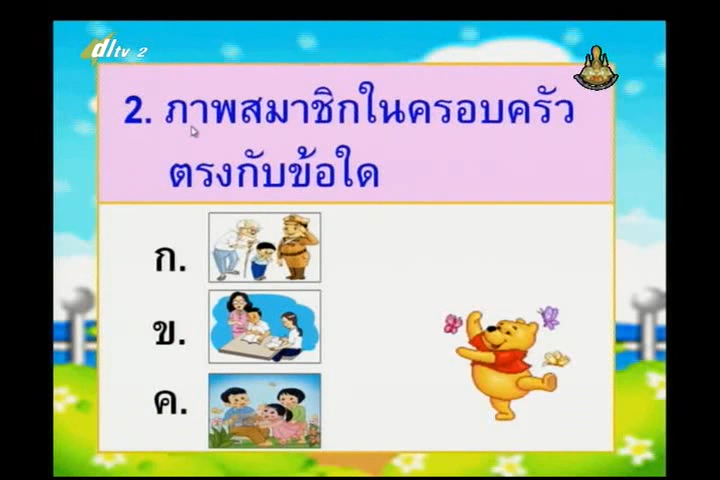 dltv 2
2. ภาพสมาชิกในครอบครัว
ตรงกับข้อใด
ก.
ข.
ค.